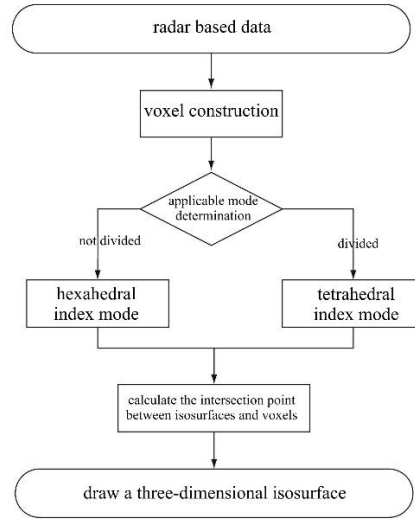 radar based data
voxel construction
applicable mode
determination
not divided
divided
hexahedral
index mode
tetrahedral
index mode
calculate the intersection point
between isosurfaces and voxels
draw a three-dimensional isosurface